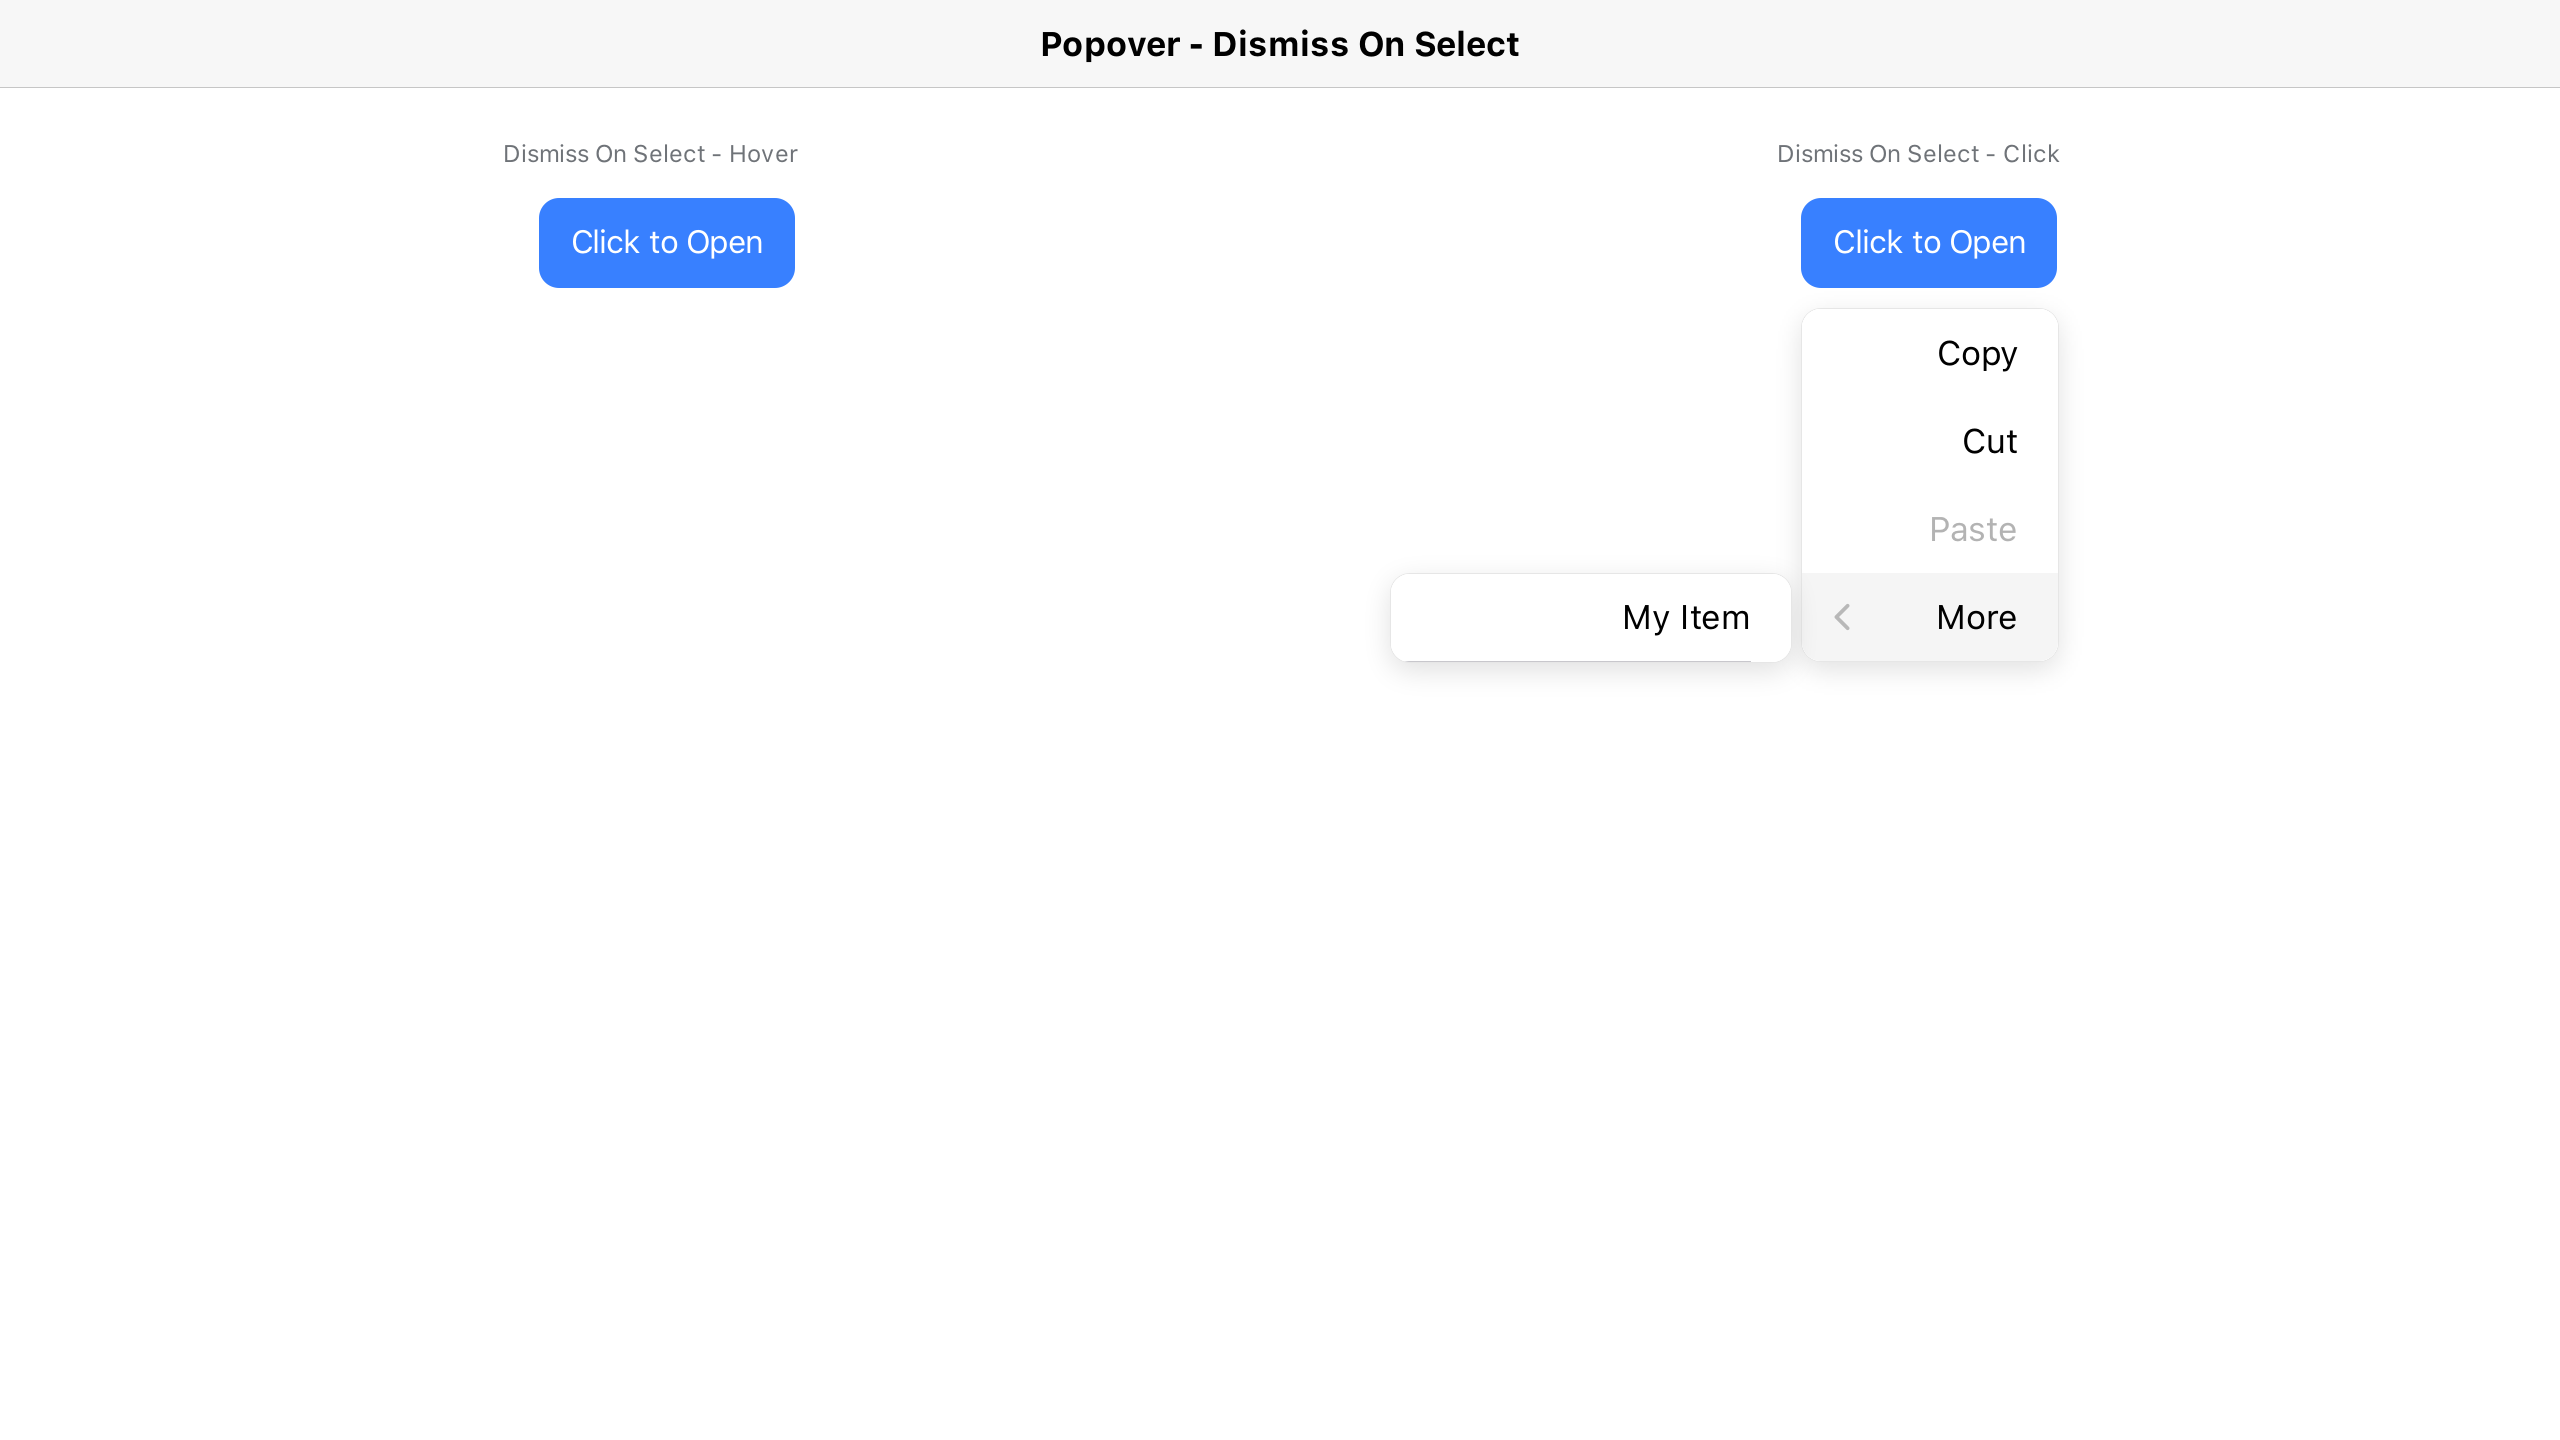 Popover - Dismiss On Select
Dismiss On Select - Hover
Click to Open
Dismiss On Select - Click
Click to Open
Copy
Cut
Paste
More
My Item